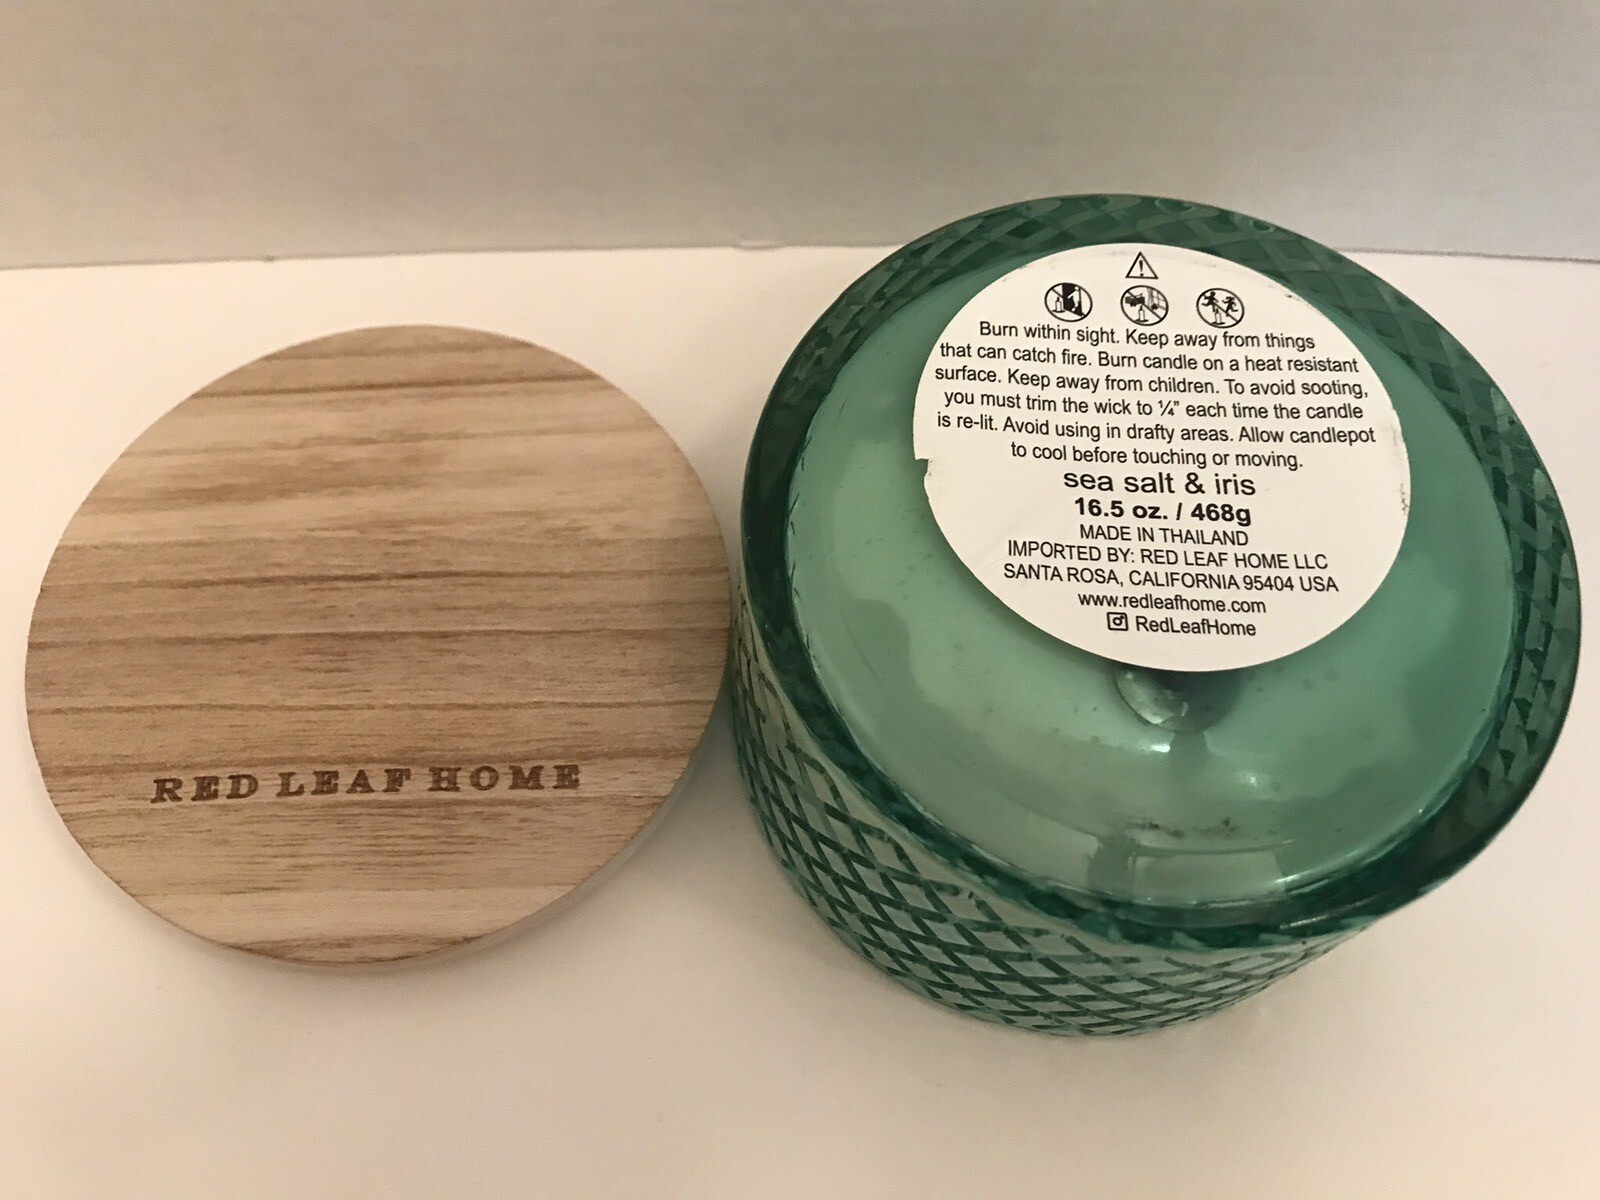 RED LEAF HOME
Burn within sight. Keep away from things
that can catch fire. Burn candle on a heat resistant
surface. Keep away from children. To avoid sooting,
you must trim the wick to ¼” each time the candle
is re-lit. Avoid using in drafty areas. Allow candlepot
to cool before touching or moving.
sea salt & iris
16.5 oz. / 468g
MADE IN THAILAND
IMPORTED BY: RED LEAF HOME LLC
SANTA ROSA, CALIFORNIA 95404 USA
www.redleafhome.com
RedLeafHome